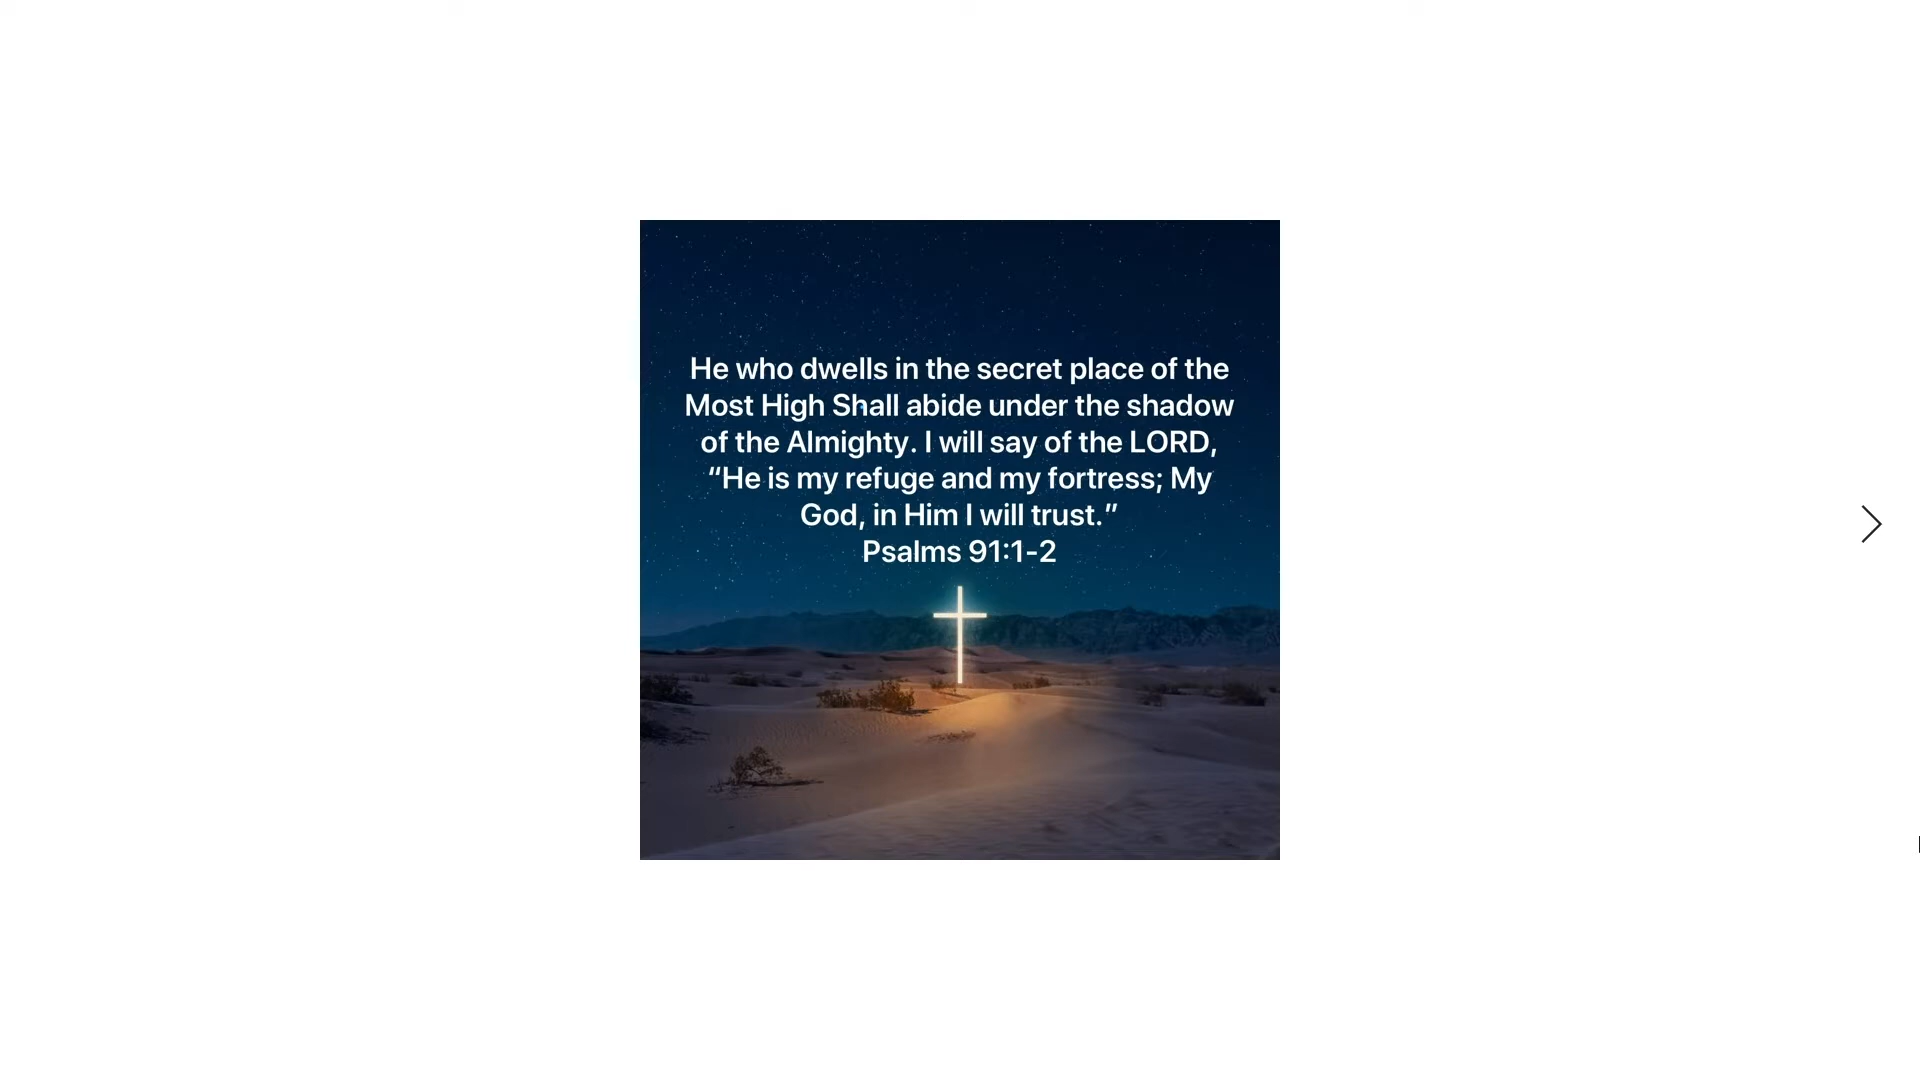 He who dwells in the secret place of the
Most High Shall abide under the shadow
of the Almighty. I will say of the LORD,
“He is my refuge and my fortress; My
God, in Him I will trust.”
Psalms 91:1-2